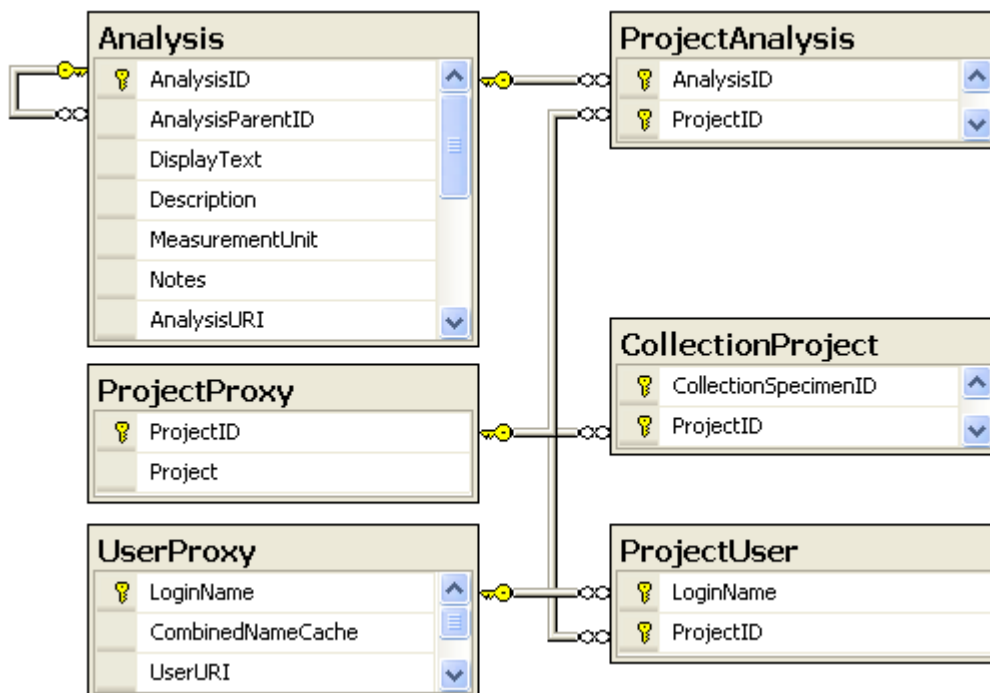 Analysis
AnalysisID
AnalysisParentID
DisplayText
Description
MeasurementUnit
Notes
AnalysisURI
ProjectAnalysis
AnalysisID
ProjectID
ProjectProxy
ProjectID
Project
CollectionProject
CollectionSpecimenID
ProjectID
UserProxy
LoginName
CombinedNameCache
UserURI
ProjectUser
LoginName
ProjectID